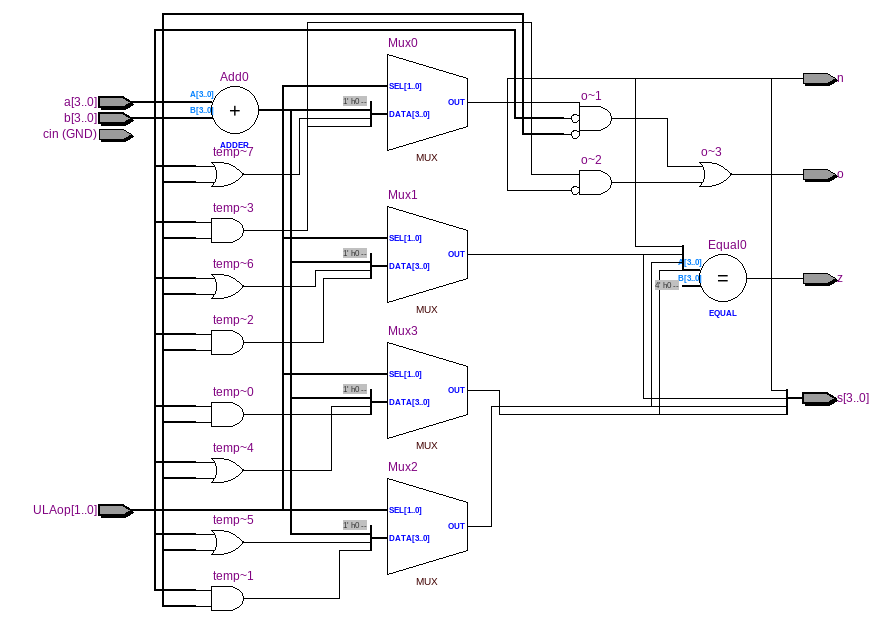 Mux0
Add0
A[3..0]
B[3..0]
+
ADDER
a[3..0]
b[3..0]
cin (GND)
SEL[1..0]
1' h0 --
DATA[3..0]
OUT
MUX
o~1
n
temp~7
o~2
o~3
o
temp~3
Mux1
SEL[1..0]
1' h0 --
DATA[3..0]
OUT
MUX
temp~6
Equal0
A[3..0]
B[3..0]
4' h0 --
=
EQUAL
z
temp~2
Mux3
SEL[1..0]
1' h0 --
DATA[3..0]
OUT
MUX
temp~0
s[3..0]
temp~4
Mux2
SEL[1..0]
1' h0 --
DATA[3..0]
OUT
MUX
ULAop[1..0]
temp~5
temp~1